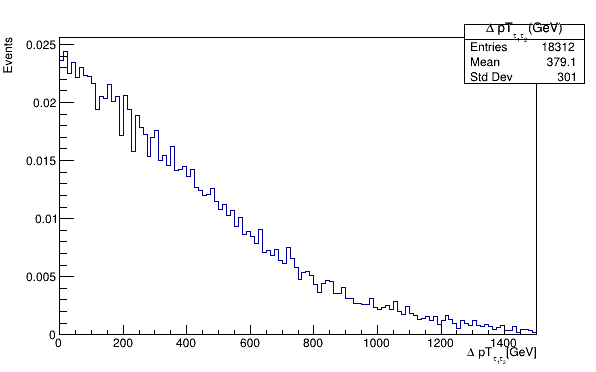 Δ pT_{τ₁τ₂}(GeV)
Entries 18312
Mean 379.1
Std Dev 301
Events
0.025
0.02
0.015
0.01
0.005
0
0 200 400 600 800 1000 1200 1400
Δ pT_{τ₁τ₂}[GeV]